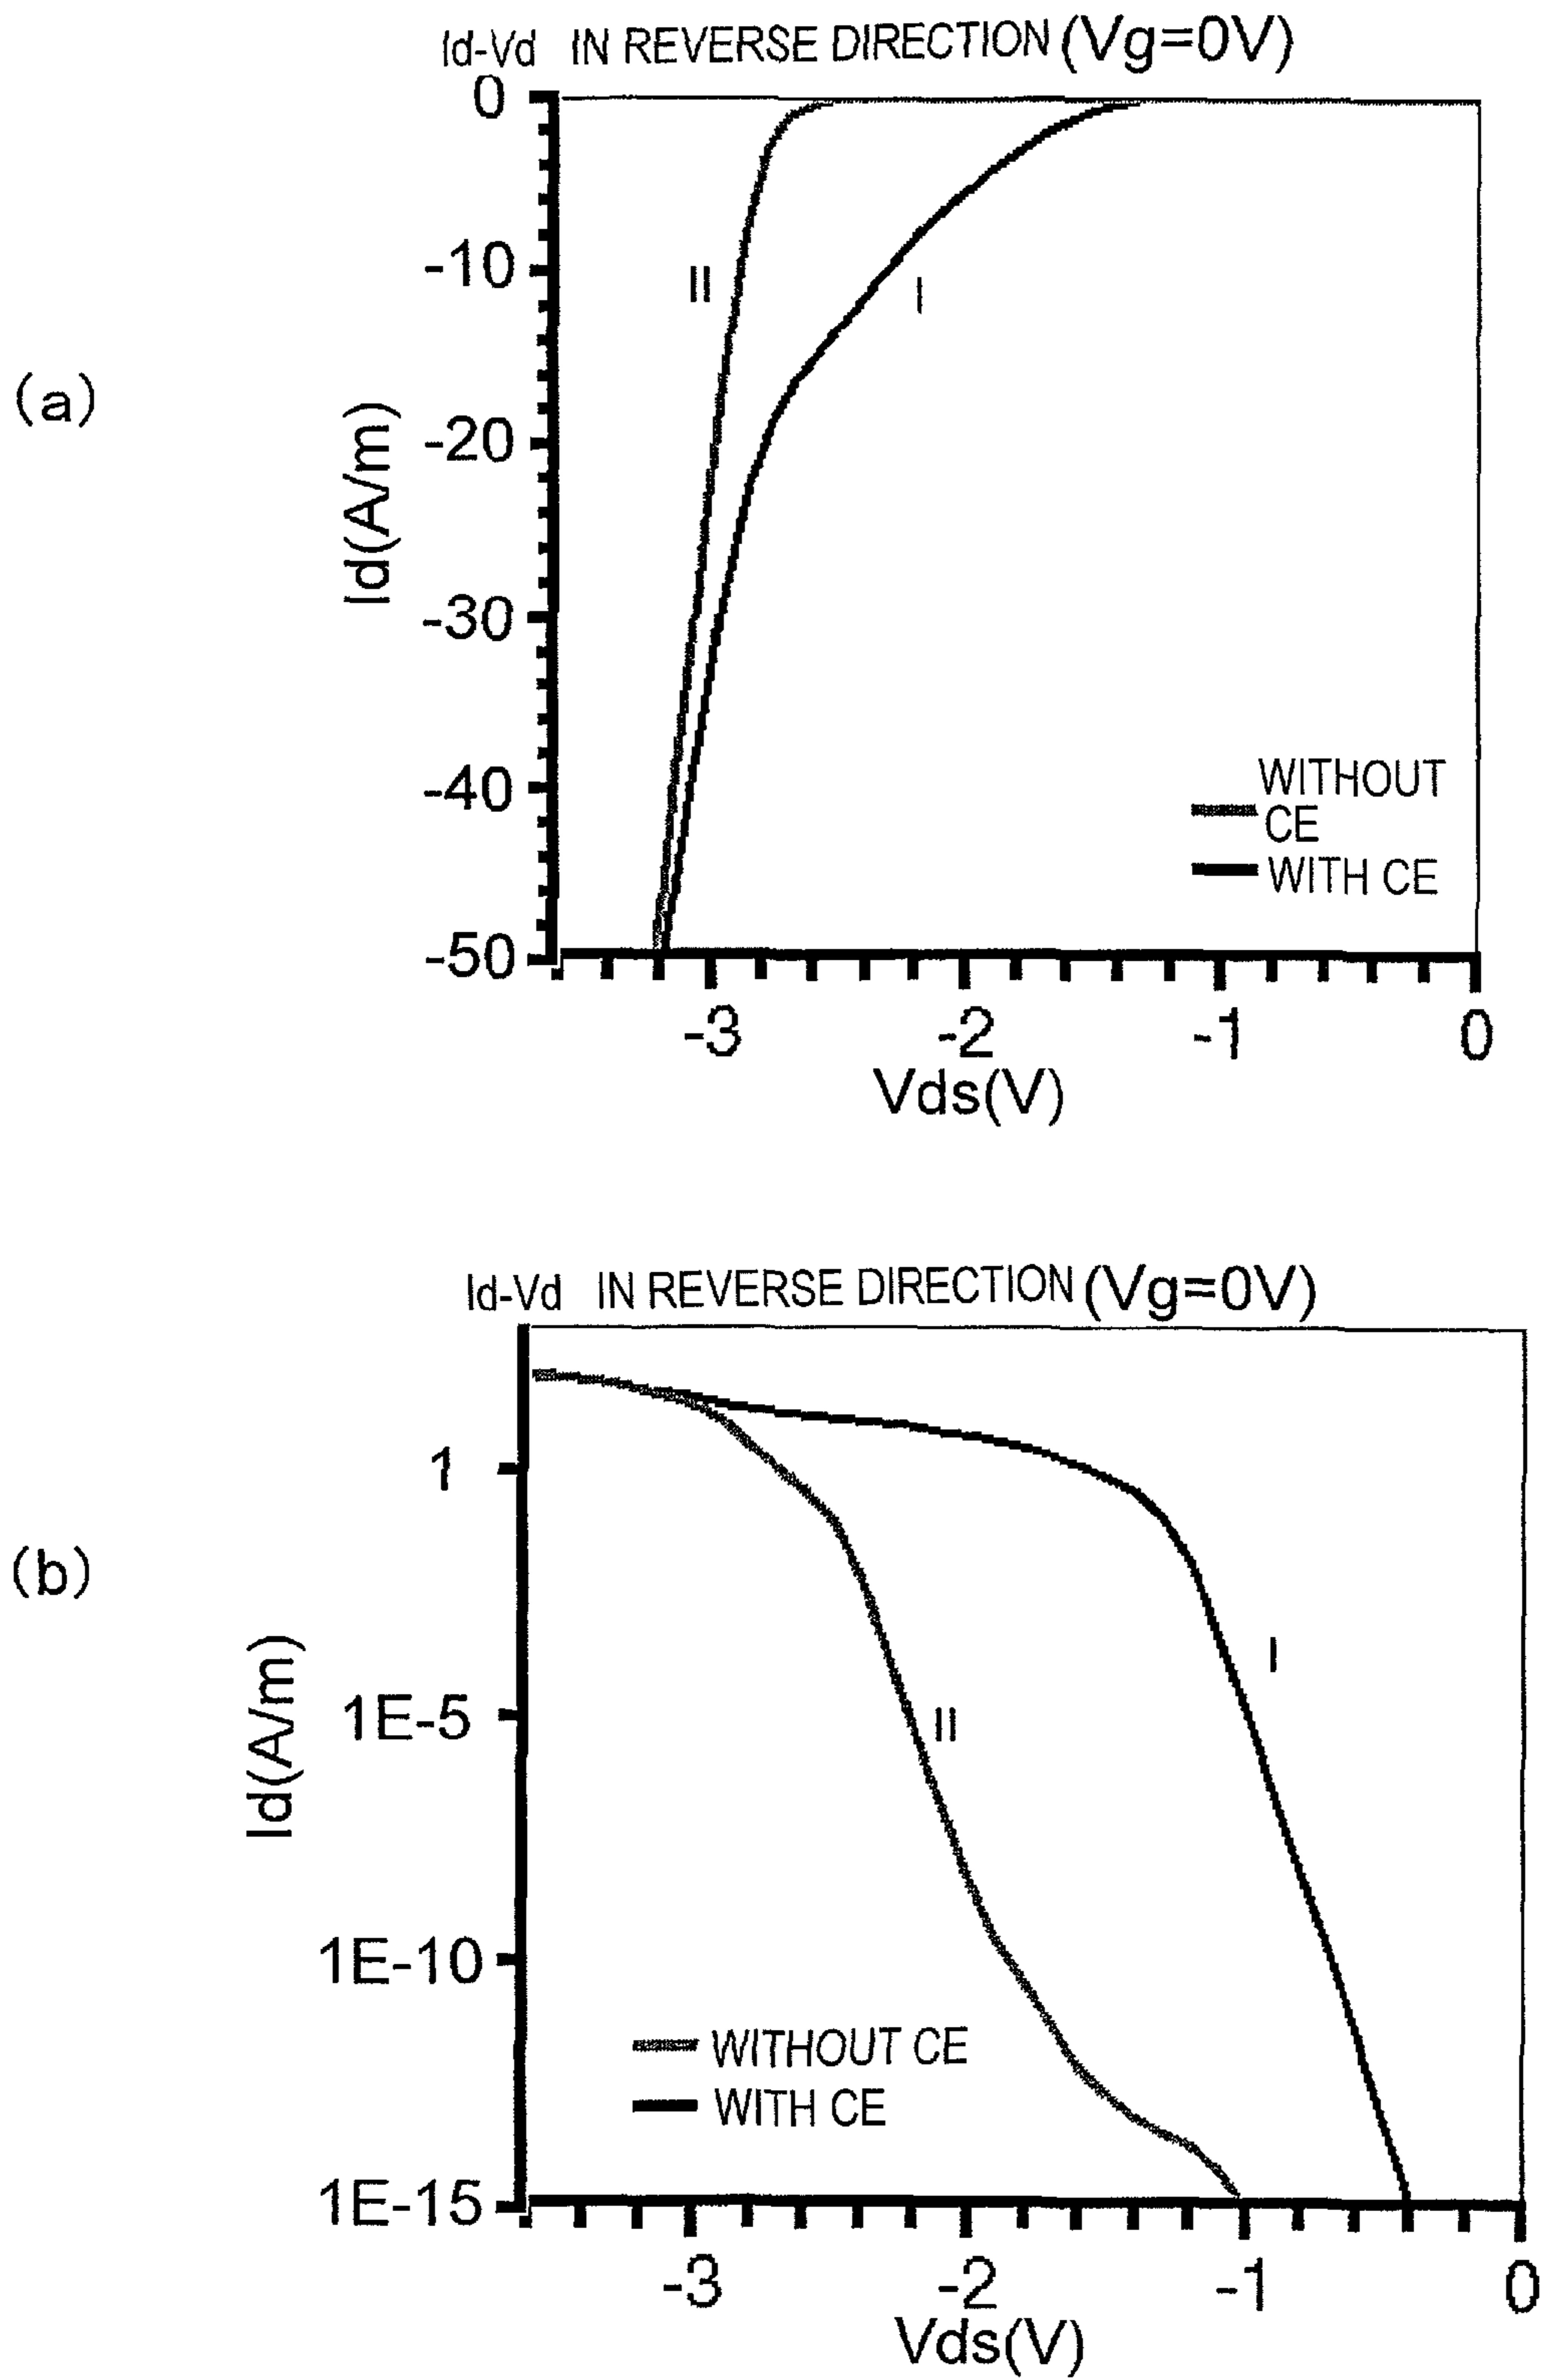 Id-Vd IN REVERSE DIRECTION (Vg=0V)
0
-10
-20
-30
-40
-50
(a)
Id(A/m)
II
I
WITHOUT
CE
WITH CE
-3
-2
-1
0
Vds(V)
Id-Vd IN REVERSE DIRECTION (Vg=0V)
1
1E-5
1E-10
1E-15
(b)
Id(A/m)
I
II
WITHOUT CE
WITH CE
-3
-2
-1
0
Vds(V)